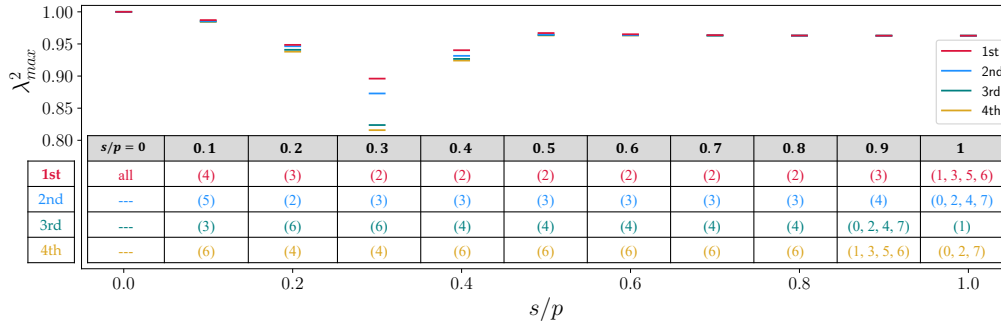 1.00
0.95
0.90
0.85
0.80
λ²max
1st
2nd
3rd
4th
s/p = 0 0.1 0.2 0.3 0.4 0.5 0.6 0.7 0.8 0.9 1
1st all (4) (3) (2) (2) (2) (2) (2) (2) (3) (1, 3, 5, 6)
2nd --- (5) (2) (3) (3) (3) (3) (3) (3) (4) (0, 2, 4, 7)
3rd --- (3) (6) (6) (4) (4) (4) (4) (4) (0, 2, 4, 7) (1)
4th --- (6) (4) (4) (6) (6) (6) (6) (6) (1, 3, 5, 6) (0, 2, 7)
0.0 0.2 0.4 0.6 0.8 1.0
s/p